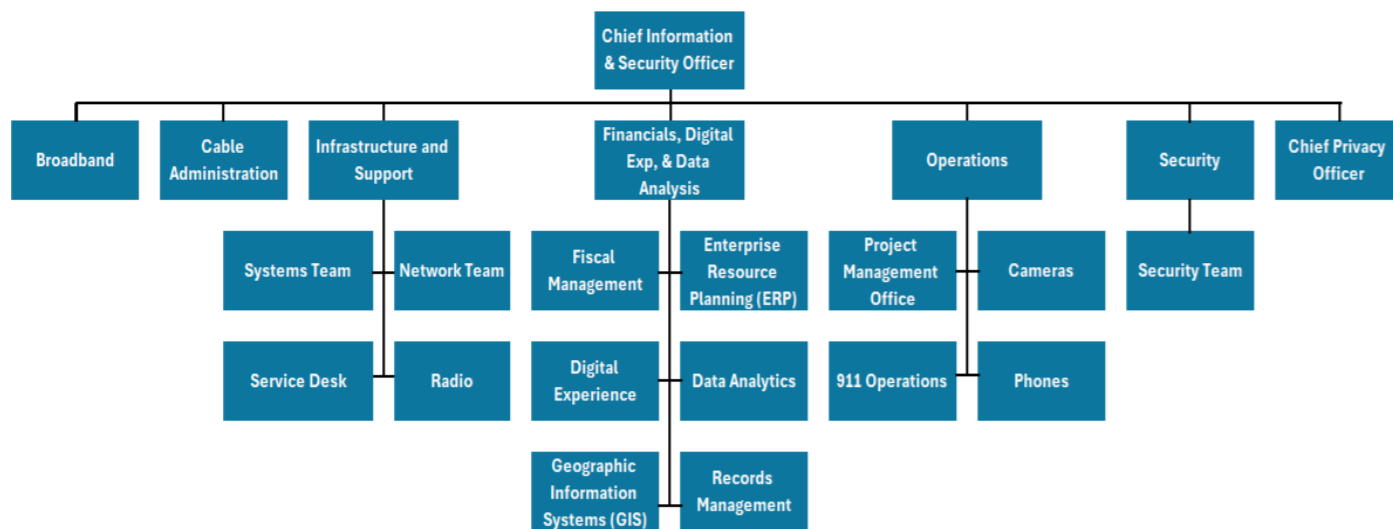 Chief Information
& Security Officer
Broadband
Cable
Administration
Infrastructure and
Support
Financials, Digital
Exp, & Data
Analysis
Operations
Security
Chief Privacy
Officer
Systems Team
Network Team
Fiscal
Management
Enterprise
Resource
Planning (ERP)
Project
Management
Office
Cameras
Security Team
Service Desk
Radio
Digital
Experience
Data Analytics
911 Operations
Phones
Geographic
Information
Systems (GIS)
Records
Management